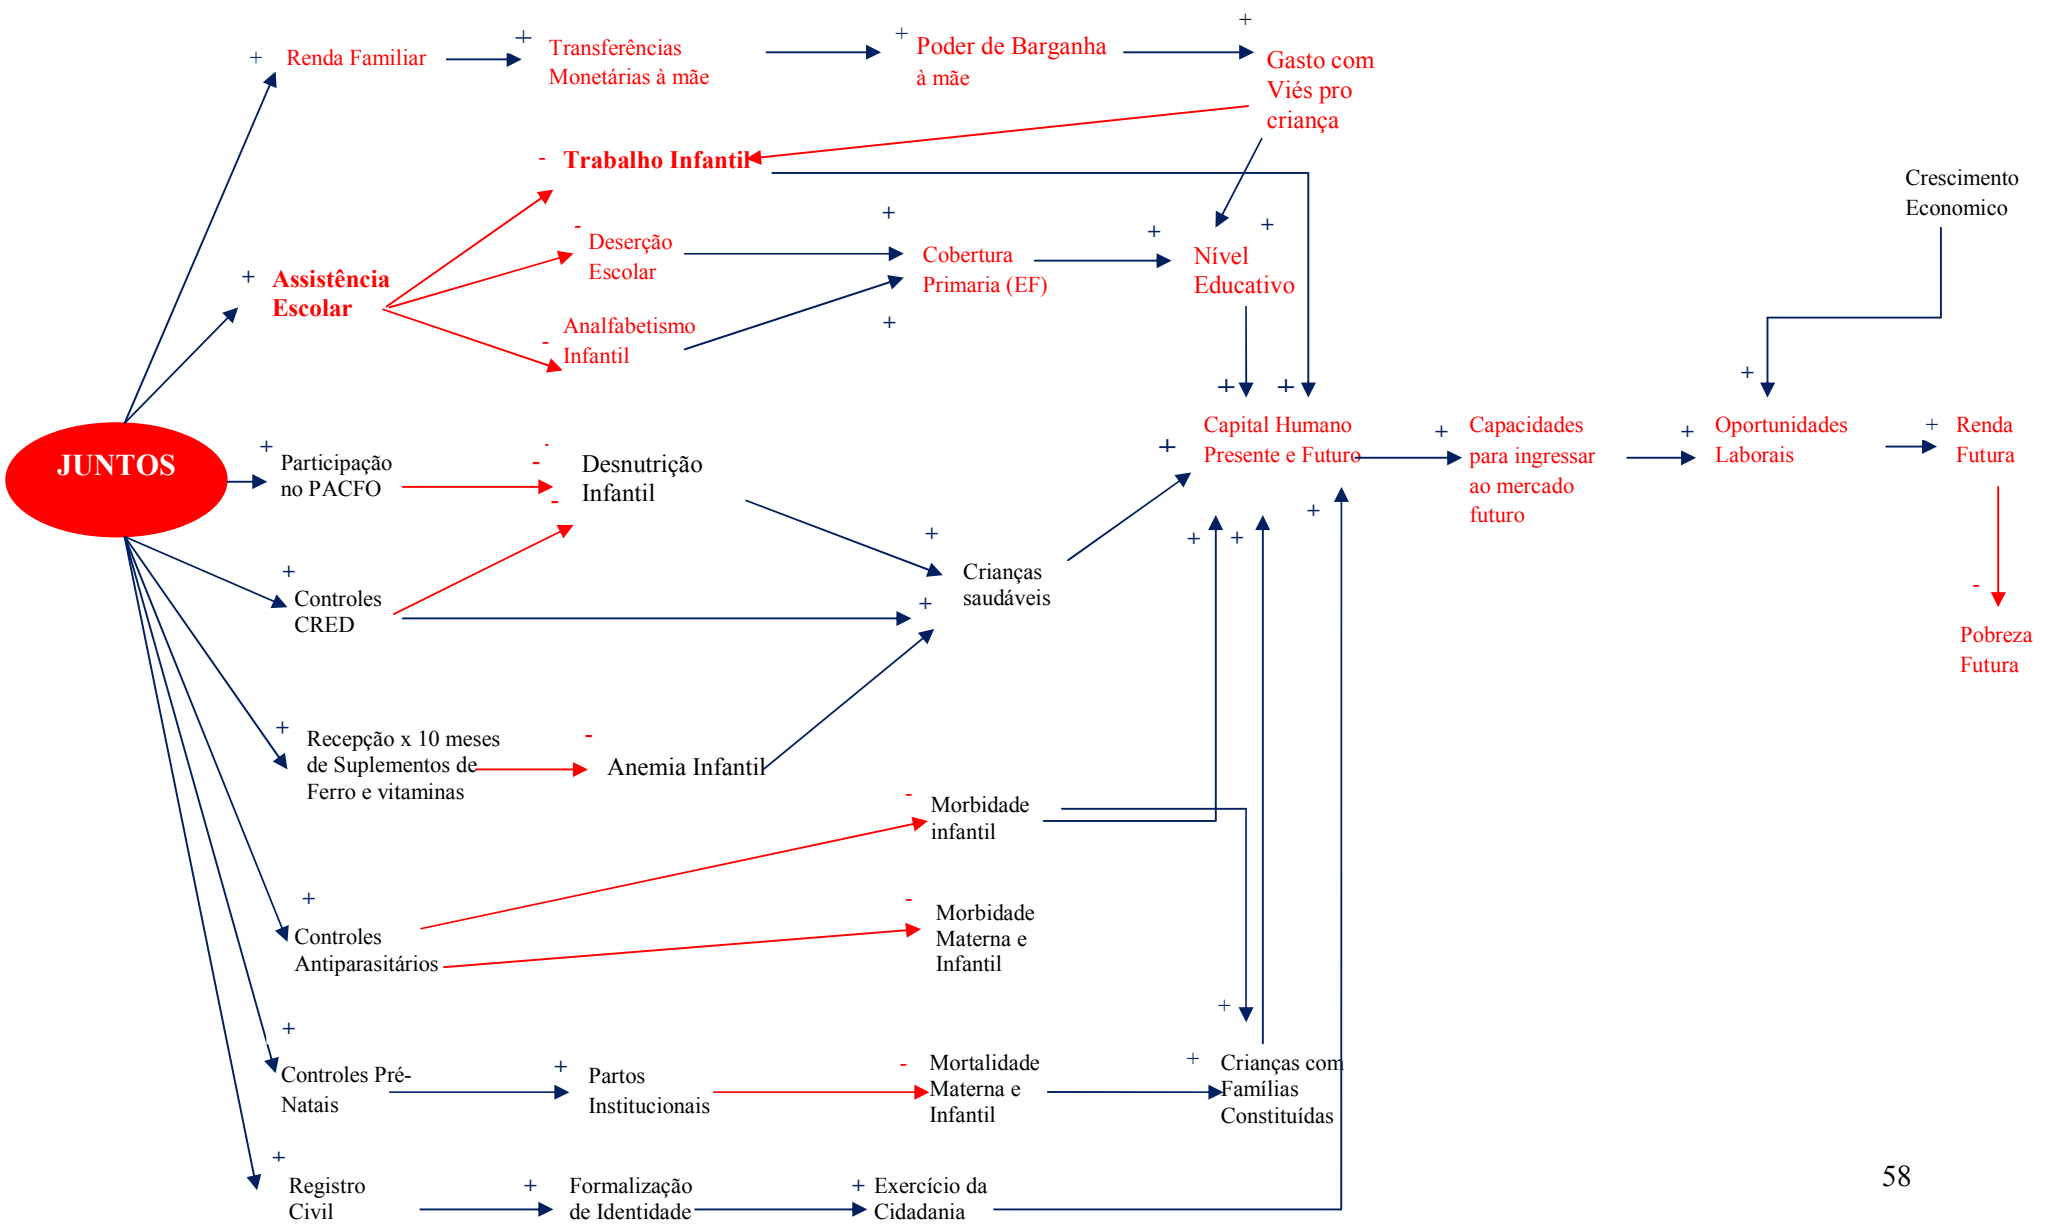 + Renda Familiar
+ Transferências
Monetárias à mãe
+ Poder de Barganha
à mãe
+
Gasto com
Viés pro
criança
- Trabalho Infantil
Crescimento
Economico
+ Assistência
Escolar
- Deserção
Escolar
- Analfabetismo
Infantil
+
Cobertura
Primaria (EF)
+
+ +
Nível
Educativo
JUNTOS
+ Participação
no PACFO
-
-
-
Desnutrição
Infantil
+ +
+
Capital Humano
Presente e Futuro
+ Capacidades
para ingressar
ao mercado
futuro
+
+ Oportunidades
Laborais
+ Renda
Futura
+ + +
+
Controles
CRED
+
+
Crianças
saudáveis
-
Pobreza
Futura
+
Recepção x 10 meses
de Suplementos de
Ferro e vitaminas
-
Anemia Infantil
-
Morbidade
infantil
+
Controles
Antiparasitários
-
Morbidade
Materna e
Infantil
+
Controles Pré-
Natais
+ Partos
Institucionais
- Mortalidade
Materna e
Infantil
+
+ Crianças com
Famílias
Constituídas
+
Registro
Civil
+ Formalização
de Identidade
+ Exercício da
Cidadania
58